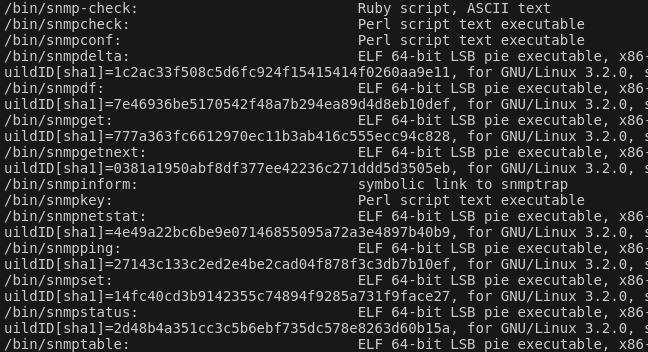 /bin/snmp-check: Ruby script, ASCII text
/bin/snmpcheck: Perl script text executable
/bin/snmpconf: Perl script text executable
/bin/snmpdelta: ELF 64-bit LSB pie executable, x86-
uildID[sha1]=1c2ac33f508c5d6fc924f15415414f0260aa9e11, for GNU/Linux 3.2.0, s
/bin/snmpdf: ELF 64-bit LSB pie executable, x86-
uildID[sha1]=7e46936be5170542f48a7b294ea89d4d8eb10def, for GNU/Linux 3.2.0, s
/bin/snmpget: ELF 64-bit LSB pie executable, x86-
uildID[sha1]=777a363fc6612970ec11b3ab416c555ecc94c828, for GNU/Linux 3.2.0, s
/bin/snmpgetnext: ELF 64-bit LSB pie executable, x86-
uildID[sha1]=0381a1950abf8df377ee42236c271ddd5d3505eb, for GNU/Linux 3.2.0, s
/bin/snmpinform: symbolic link to snmptrap
/bin/snmpkey: Perl script text executable
/bin/snmpnetstat: ELF 64-bit LSB pie executable, x86-
uildID[sha1]=4e49a22bc6be9e07146855095a72a3e4897b40b9, for GNU/Linux 3.2.0, s
/bin/snmpping: ELF 64-bit LSB pie executable, x86-
uildID[sha1]=27143c133c2ed2e4be2cad04f878f3c3db7b10ef, for GNU/Linux 3.2.0, s
/bin/snmpset: ELF 64-bit LSB pie executable, x86-
uildID[sha1]=14fc40cd3b9142355c74894f9285a731f9face27, for GNU/Linux 3.2.0, s
/bin/snmpstatus: ELF 64-bit LSB pie executable, x86-
uildID[sha1]=2d48b4a351cc3c5b6ebf735dc578e8263d60b15a, for GNU/Linux 3.2.0, s
/bin/snmptable: ELF 64-bit LSB pie executable, x86-